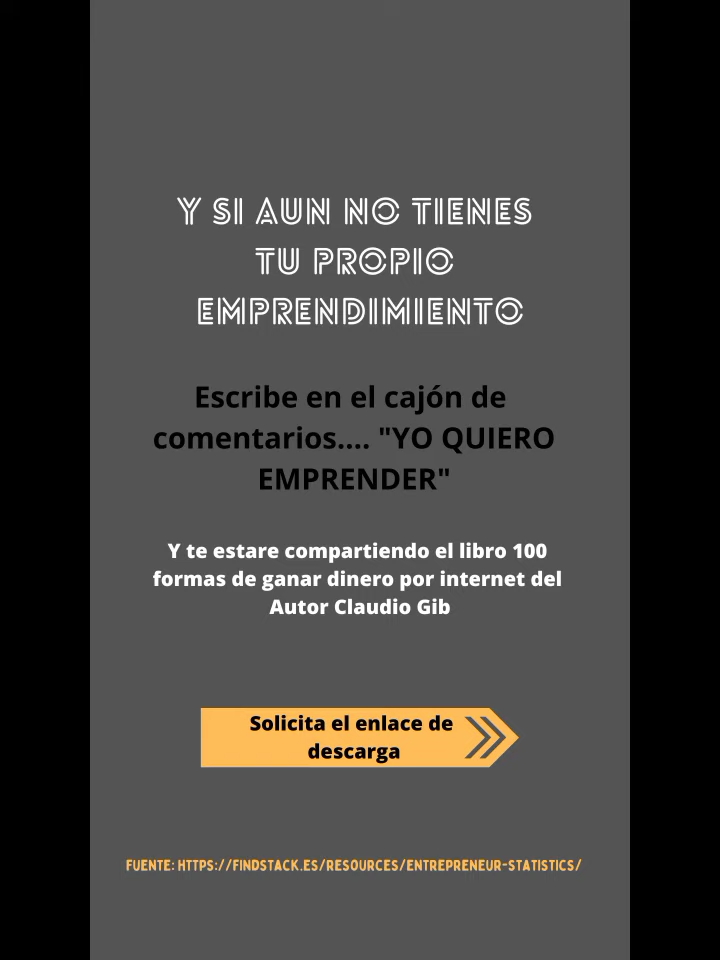 Y SI AUN NO TIENES
TU PROPIO
EMPRENDIMIENTO
Escribe en el cajón de
comentarios.... "YO QUIERO
EMPRENDER"
Y te estare compartiendo el libro 100
formas de ganar dinero por internet del
Autor Claudio Gib
Solicita el enlace de
descarga
FUENTE: HTTPS://FINDSTACK.ES/RESOURCES/ENTREPRENEUR-STATISTICS/